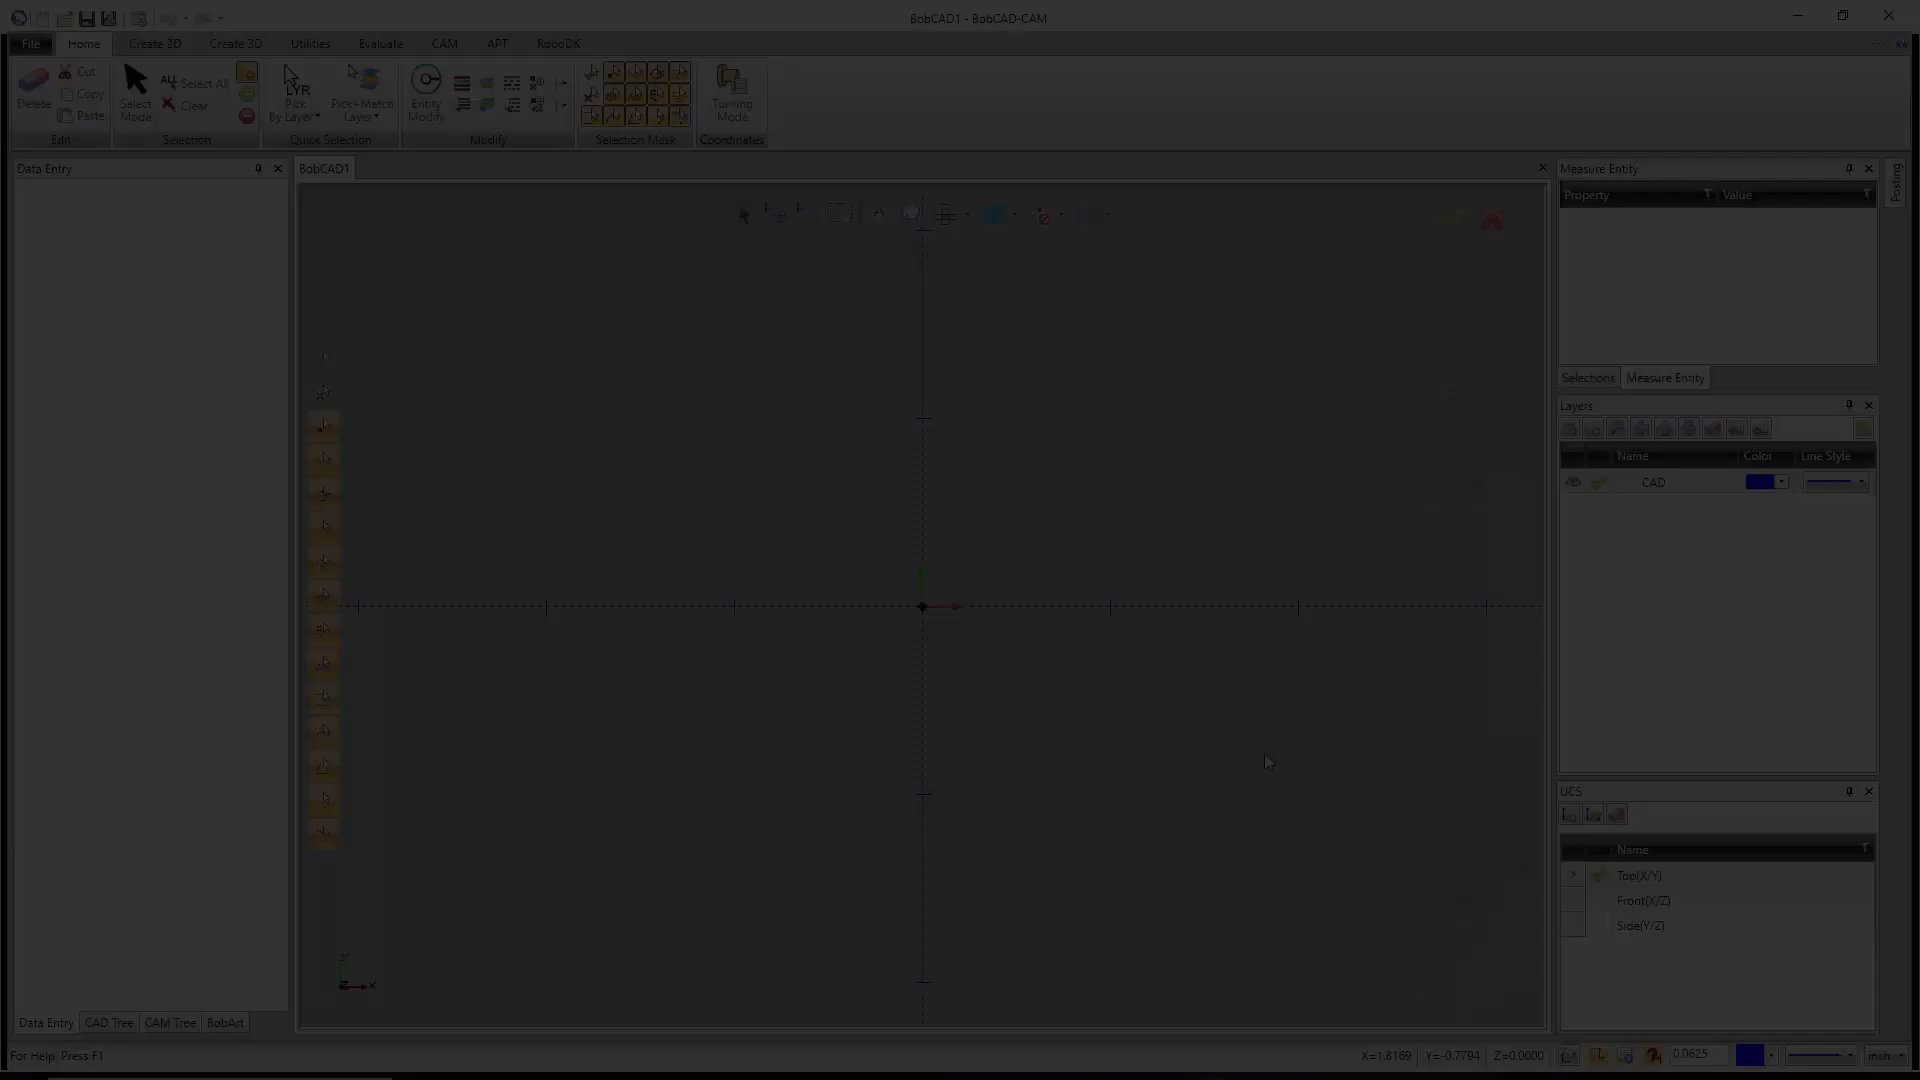 BobCAD1 - BobCAD-CAM
File Home Create 2D Create 3D Utilities Evaluate CAM APT RoboDK
Delete Cut Copy Paste
Select Mode ALL Select All Clear
LYR Pick By Layer Pick+Match Layer
Entity Modify
Turning Mode
Edit Selection Quick Selection Modify Selection Mask Coordinates
Data Entry
BobCAD1
Measure Entity
Posting
Property Value
Selections Measure Entity
Layers
Name Color Line Style
CAD
UCS
Name
Top(X/Y)
Front(X/Z)
Side(Y/Z)
Y
X
Data Entry CAD Tree CAM Tree BobArt
For Help, Press F1
X=1.8169 Y=-0.7794 Z=0.0000 0.0625 inch